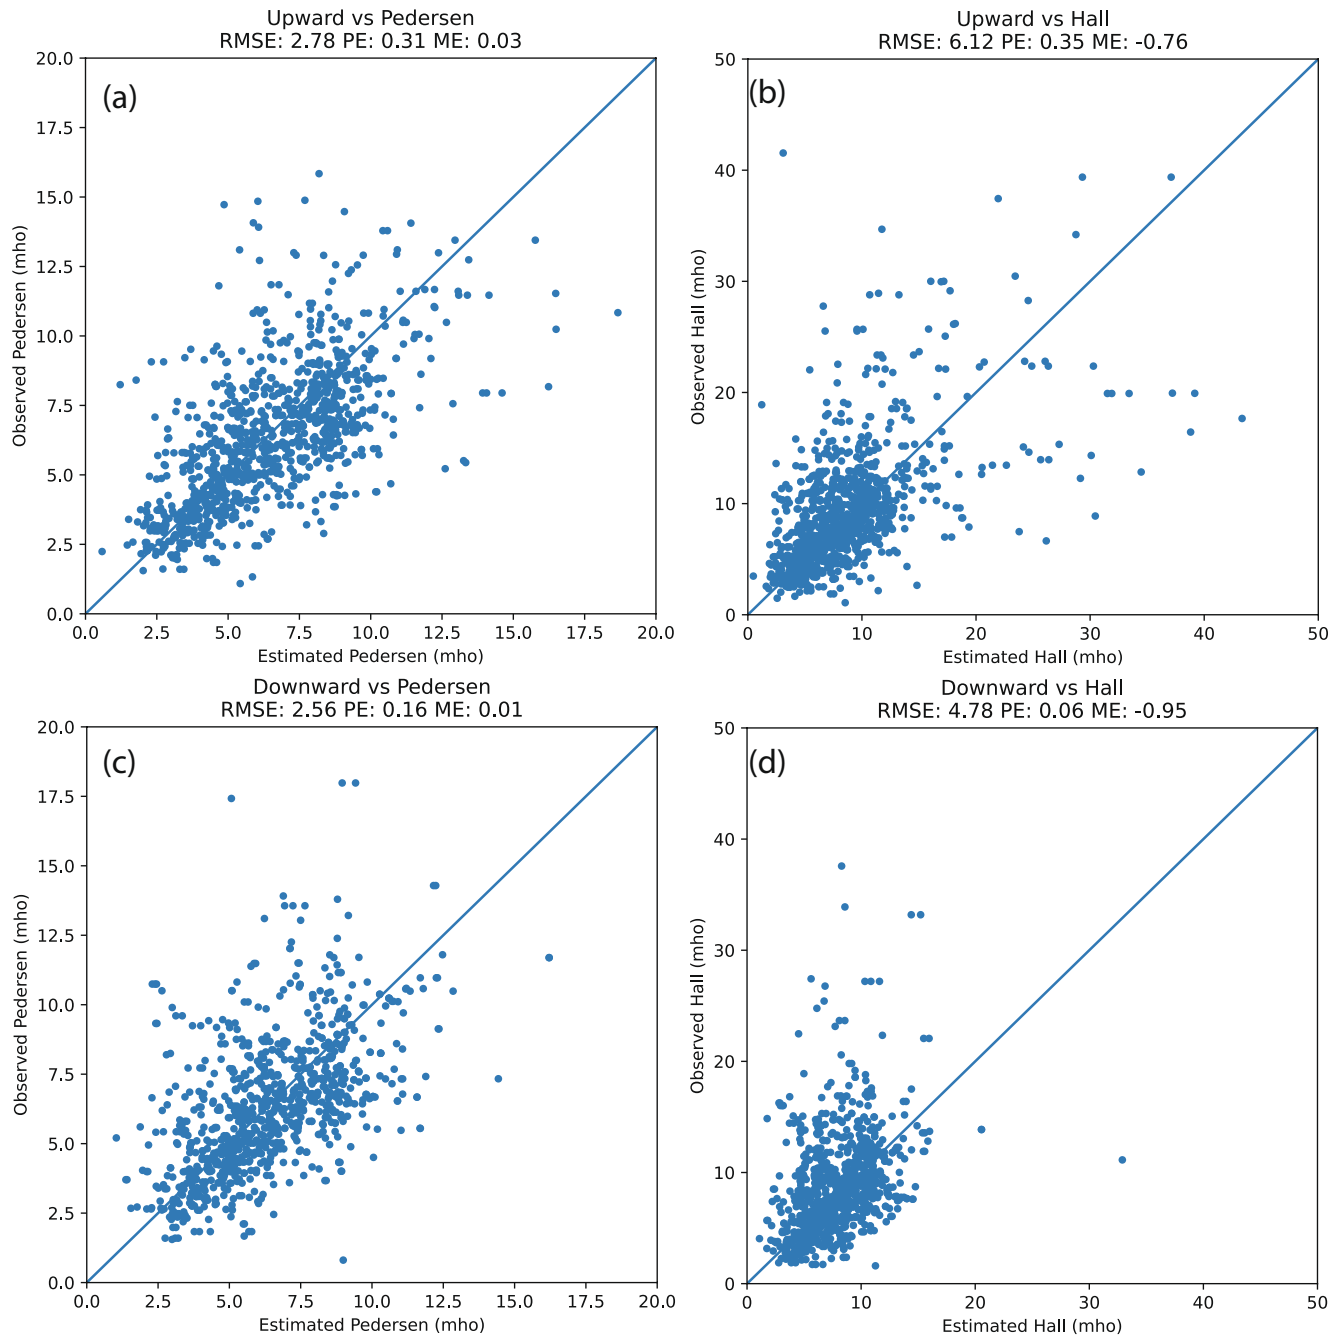 Upward vs Pedersen
RMSE: 2.78 PE: 0.31 ME: 0.03
(a)
20.0
17.5
15.0
12.5
10.0
7.5
5.0
2.5
0.0
Observed Pedersen (mho)
0.0 2.5 5.0 7.5 10.0 12.5 15.0 17.5 20.0
Estimated Pedersen (mho)
Upward vs Hall
RMSE: 6.12 PE: 0.35 ME: -0.76
(b)
50
40
30
20
10
0
Observed Hall (mho)
0 10 20 30 40 50
Estimated Hall (mho)
Downward vs Pedersen
RMSE: 2.56 PE: 0.16 ME: 0.01
(c)
20.0
17.5
15.0
12.5
10.0
7.5
5.0
2.5
0.0
Observed Pedersen (mho)
0.0 2.5 5.0 7.5 10.0 12.5 15.0 17.5 20.0
Estimated Pedersen (mho)
Downward vs Hall
RMSE: 4.78 PE: 0.06 ME: -0.95
(d)
50
40
30
20
10
0
Observed Hall (mho)
0 10 20 30 40 50
Estimated Hall (mho)